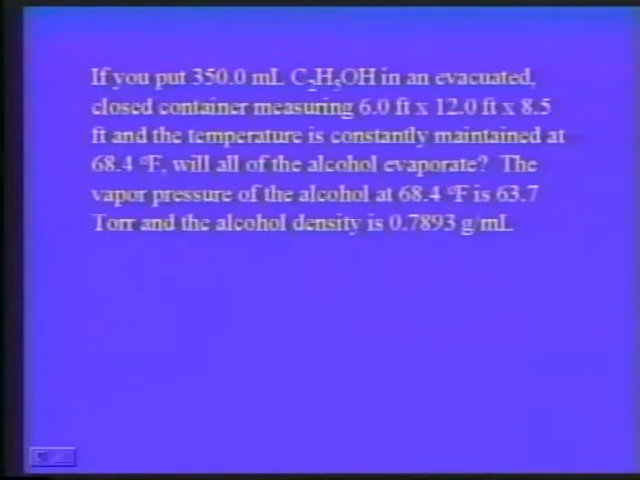 If you put 350.0 mL C₂H₅OH in an evacuated,
closed container measuring 6.0 ft x 12.0 ft x 8.5
ft and the temperature is constantly maintained at
68.4 °F, will all of the alcohol evaporate?  The
vapor pressure of the alcohol at 68.4 °F is 63.7
Torr and the alcohol density is 0.7893 g/mL